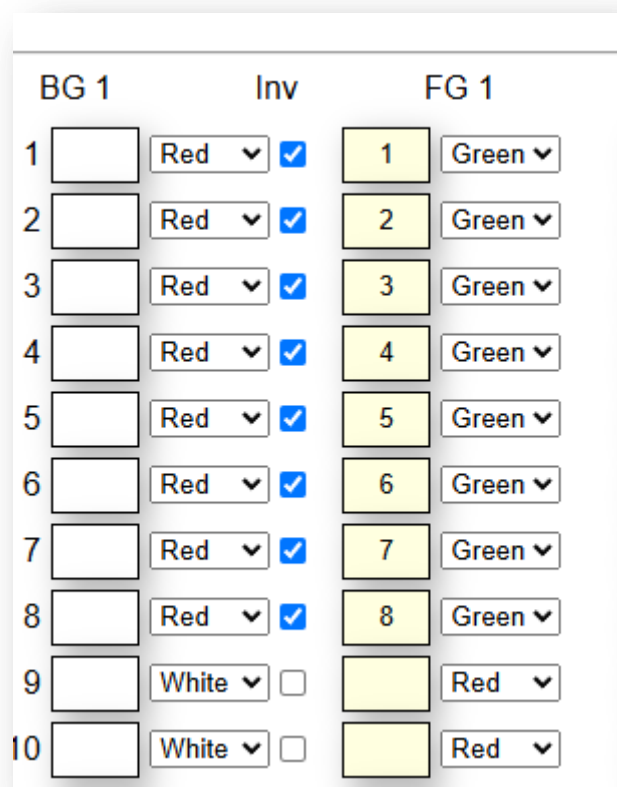 BG 1 Inv FG 1
1 Red 1 Green
2 Red 2 Green
3 Red 3 Green
4 Red 4 Green
5 Red 5 Green
6 Red 6 Green
7 Red 7 Green
8 Red 8 Green
9 White Red
10 White Red